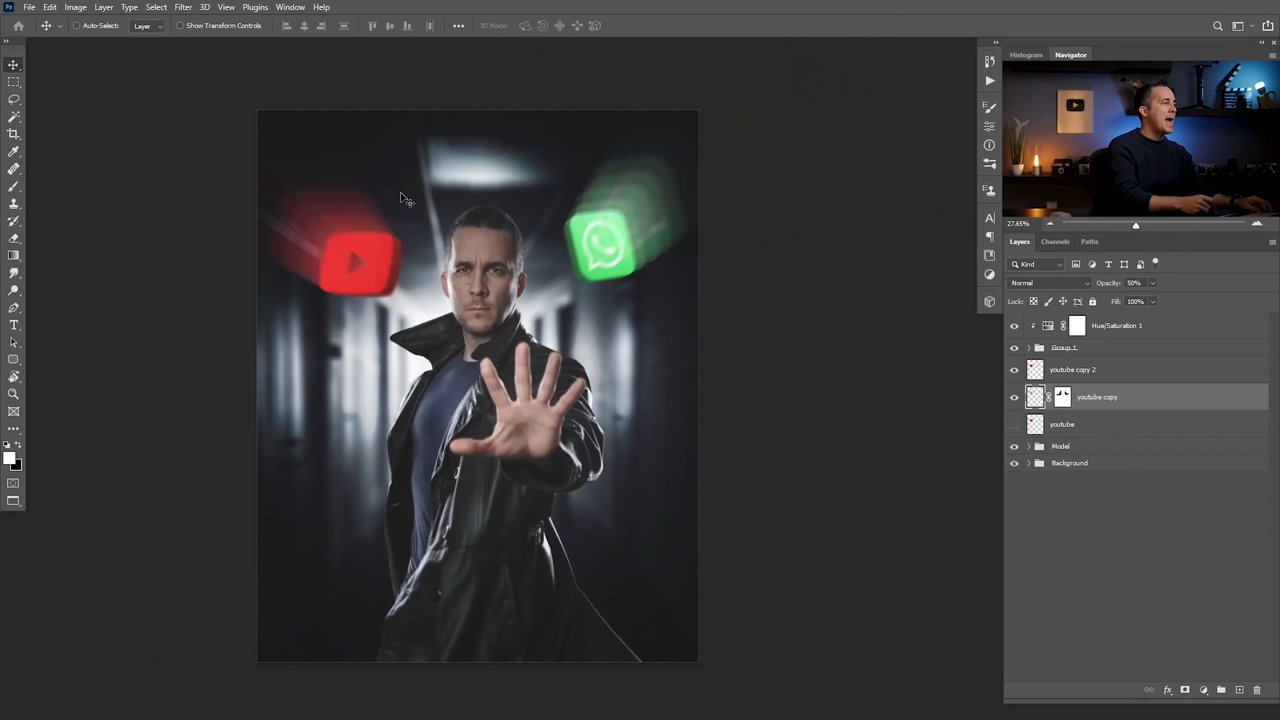 Ps File Edit Image Layer Type Select Filter 3D View Plugins Window Help
Auto-Select: Layer Show Transform Controls ••• 3D Mode:
Histogram Navigator
27.65%
Layers Channels Paths
Kind
Normal Opacity: 50%
Lock: Fill: 100%
Hue/Saturation 1
Group 1
youtube copy 2
youtube copy
youtube
Model
Background
fx